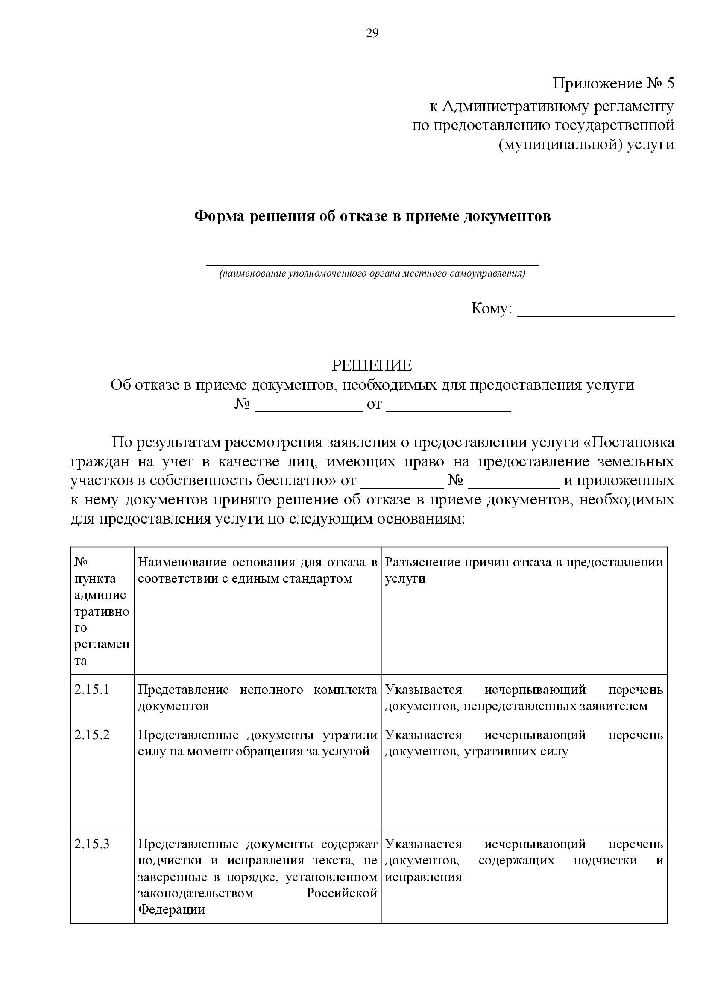 29
Приложение № 5
к Административному регламенту
по предоставлению государственной
(муниципальной) услуги
Форма решения об отказе в приеме документов
(наименование уполномоченного органа местного самоуправления)
Кому: ___________________
РЕШЕНИЕ
Об отказе в приеме документов, необходимых для предоставления услуги
№ _____________ от _______________
По результатам рассмотрения заявления о предоставлении услуги «Постановка
граждан на учет в качестве лиц, имеющих право на предоставление земельных
участков в собственность бесплатно» от __________ № ___________ и приложенных
к нему документов принято решение об отказе в приеме документов, необходимых
для предоставления услуги по следующим основаниям:
№
пункта
админис
тративно
го
регламен
та
Наименование основания для отказа в
соответствии с единым стандартом
Разъяснение причин отказа в предоставлении
услуги
2.15.1
Представление неполного комплекта
документов
Указывается исчерпывающий перечень
документов, непредставленных заявителем
2.15.2
Представленные документы утратили
силу на момент обращения за услугой
Указывается исчерпывающий перечень
документов, утративших силу
2.15.3
Представленные документы содержат
подчистки и исправления текста, не
заверенные в порядке, установленном
законодательством Российской
Федерации
Указывается исчерпывающий перечень
документов, содержащих подчистки и
исправления